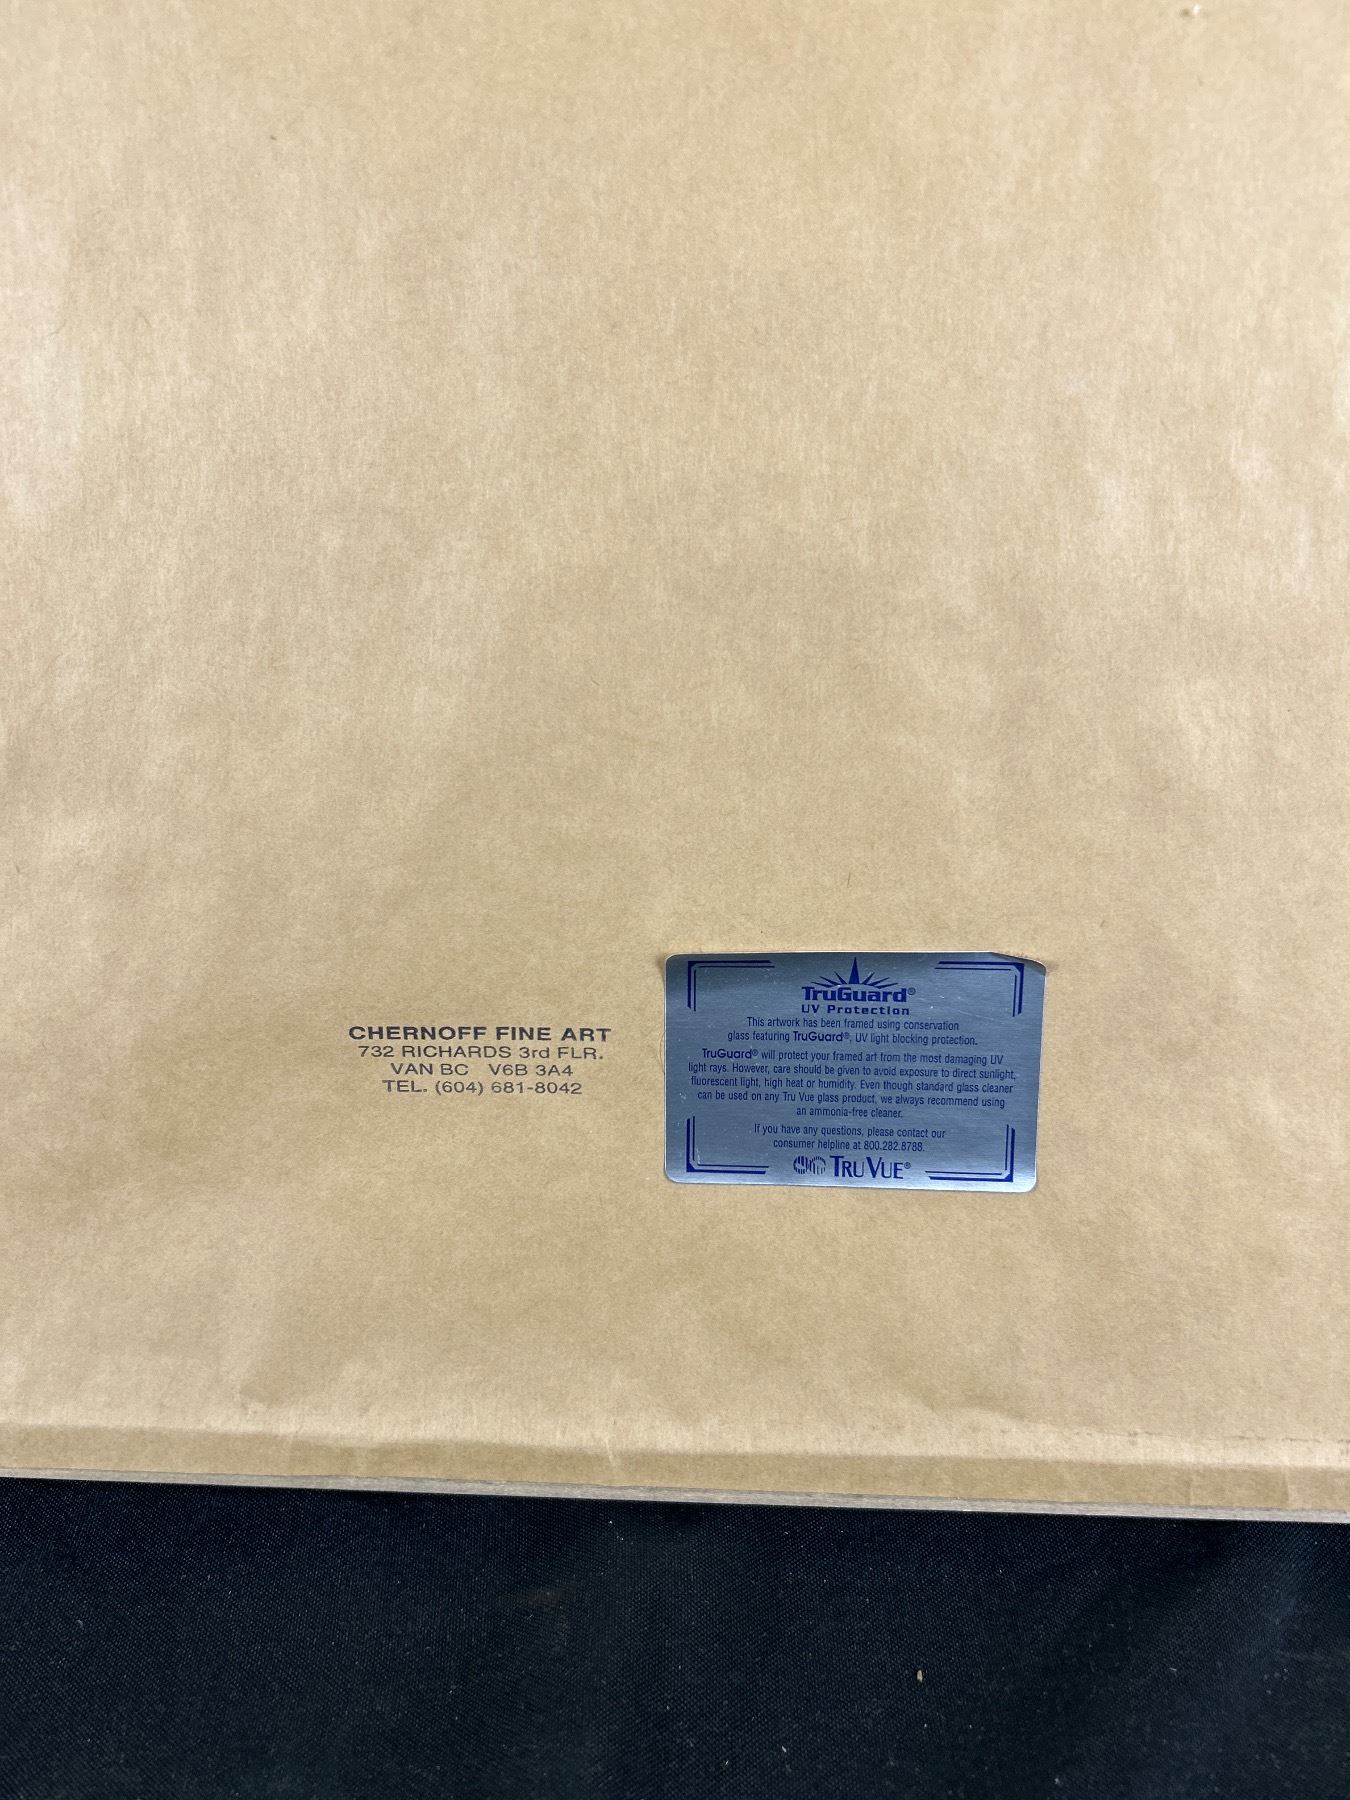 CHERNOFF FINE ART
732 RICHARDS 3rd FLR.
VAN BC V6B 3A4
TEL. (604) 681-8042
TruGuard®
UV Protection
This artwork has been framed using conservation
glass featuring TruGuard®, UV light blocking protection.
TruGuard® will protect your framed art from the most damaging UV
light rays. However, care should be given to avoid exposure to direct sunlight,
fluorescent light, high heat or humidity. Even though standard glass cleaner
can be used on any Tru Vue glass product, we always recommend using
an ammonia-free cleaner.
If you have any questions, please contact our
consumer helpline at 800.282.8788.
TRU VUE®